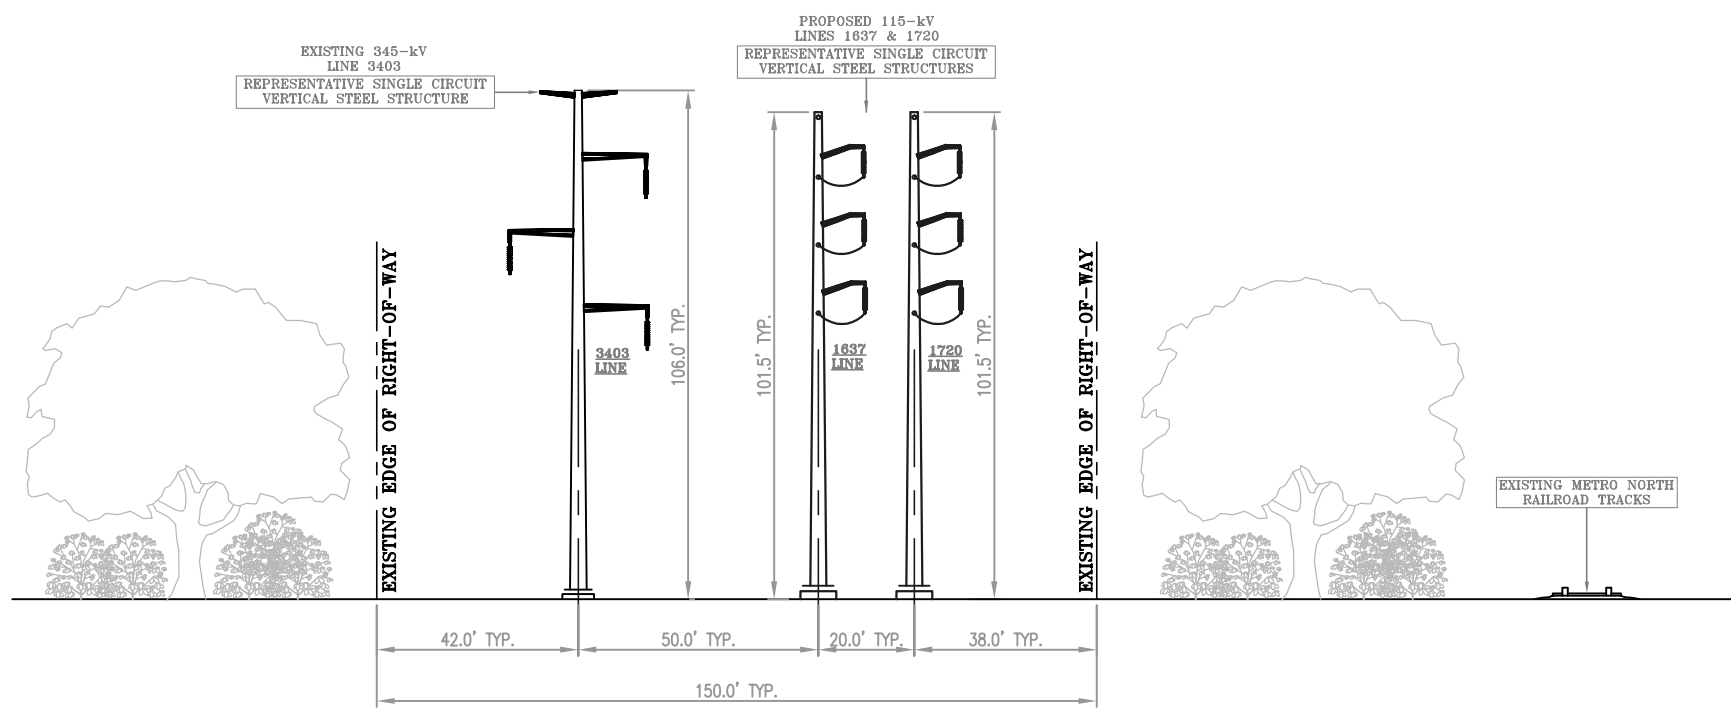 EXISTING 345-kV
LINE 3403
REPRESENTATIVE SINGLE CIRCUIT
VERTICAL STEEL STRUCTURE
PROPOSED 115-kV
LINES 1637 & 1720
REPRESENTATIVE SINGLE CIRCUIT
VERTICAL STEEL STRUCTURES
EXISTING EDGE OF RIGHT-OF-WAY
3403
LINE
106.0' TYP.
101.5' TYP.
1637
LINE
1720
LINE
101.5' TYP.
EXISTING EDGE OF RIGHT-OF-WAY
EXISTING METRO NORTH
RAILROAD TRACKS
42.0' TYP.
50.0' TYP.
20.0' TYP.
38.0' TYP.
150.0' TYP.